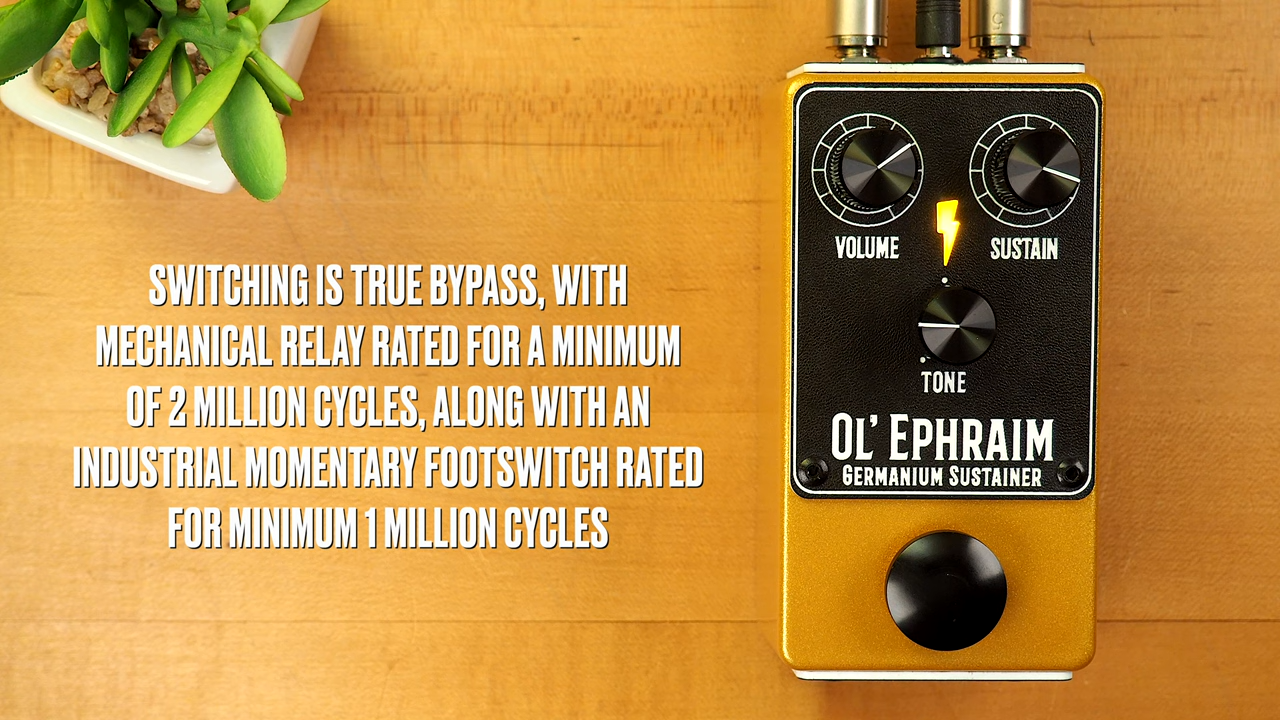 SWITCHING IS TRUE BYPASS, WITH
MECHANICAL RELAY RATED FOR A MINIMUM
OF 2 MILLION CYCLES, ALONG WITH AN
INDUSTRIAL MOMENTARY FOOTSWITCH RATED
FOR MINIMUM 1 MILLION CYCLES
VOLUME
SUSTAIN
TONE
OL' EPHRAIM
GERMANIUM SUSTAINER